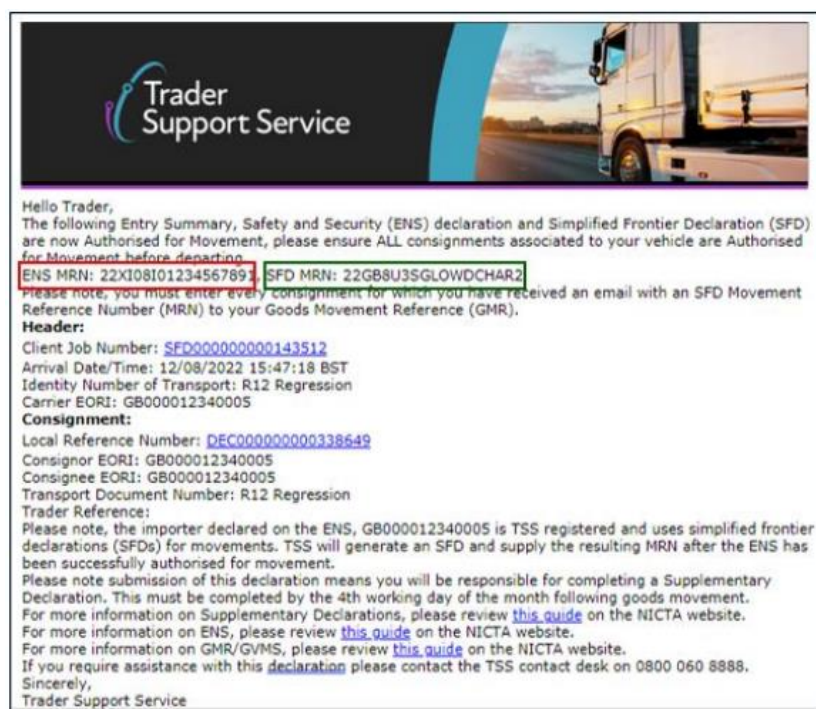 Trader
Support Service
Hello Trader,
The following Entry Summary, Safety and Security (ENS) declaration and Simplified Frontier Declaration (SFD)
are now Authorised for Movement, please ensure ALL consignments associated to your vehicle are Authorised
for Movement before departing
ENS MRN: 22XI08I01234567891, SFD MRN: 22GB8U3SGLOWDCHAR2
Please note, you must enter every consignment for which you have received an email with an SFD Movement
Reference Number (MRN) to your Goods Movement Reference (GMR).
Header:
Client Job Number: SFD000000000143512
Arrival Date/Time: 12/08/2022 15:47:18 BST
Identity Number of Transport: R12 Regression
Carrier EORI: GB000012340005
Consignment:
Local Reference Number: DEC000000000338649
Consignor EORI: GB000012340005
Consignee EORI: GB000012340005
Transport Document Number: R12 Regression
Trader Reference:
Please note, the importer declared on the ENS, GB000012340005 is TSS registered and uses simplified frontier
declarations (SFDs) for movements. TSS will generate an SFD and supply the resulting MRN after the ENS has
been successfully authorised for movement.
Please note submission of this declaration means you will be responsible for completing a Supplementary
Declaration. This must be completed by the 4th working day of the month following goods movement.
For more information on Supplementary Declarations, please review this guide on the NICTA website.
For more information on ENS, please review this guide on the NICTA website.
For more information on GMR/GVMS, please review this guide on the NICTA website.
If you require assistance with this declaration please contact the TSS contact desk on 0800 060 8888.
Sincerely,
Trader Support Service